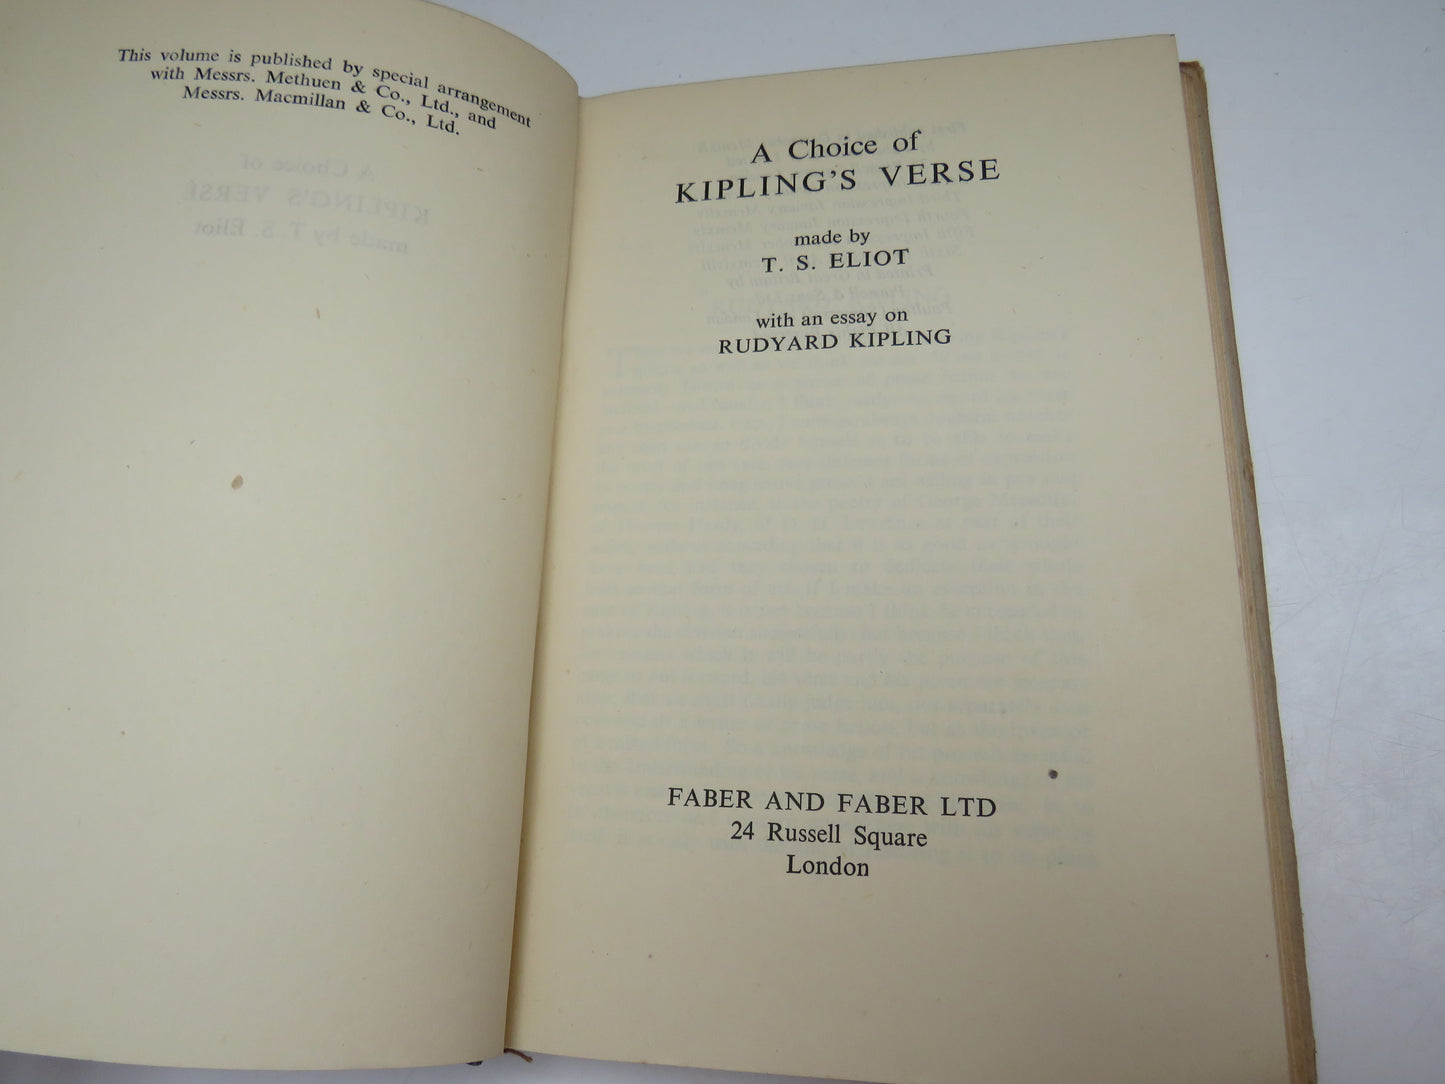 This volume is published by special arrangement
with Messrs. Methuen & Co., Ltd., and
Messrs. Macmillan & Co., Ltd.
A Choice of
KIPLING'S VERSE
made by
T. S. ELIOT
with an essay on
RUDYARD KIPLING
FABER AND FABER LTD
24 Russell Square
London